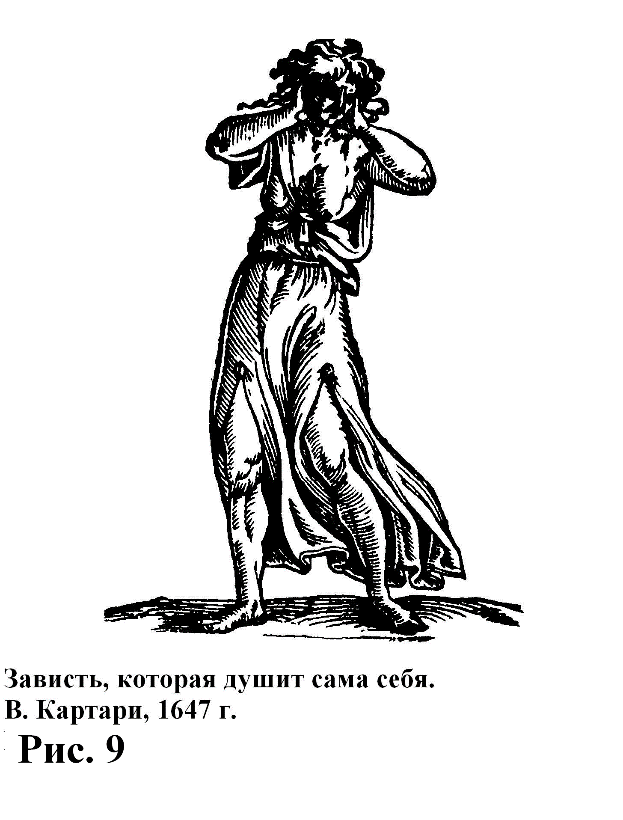 Зависть, которая душит сама себя.
В. Картари, 1647 г.
Рис. 9